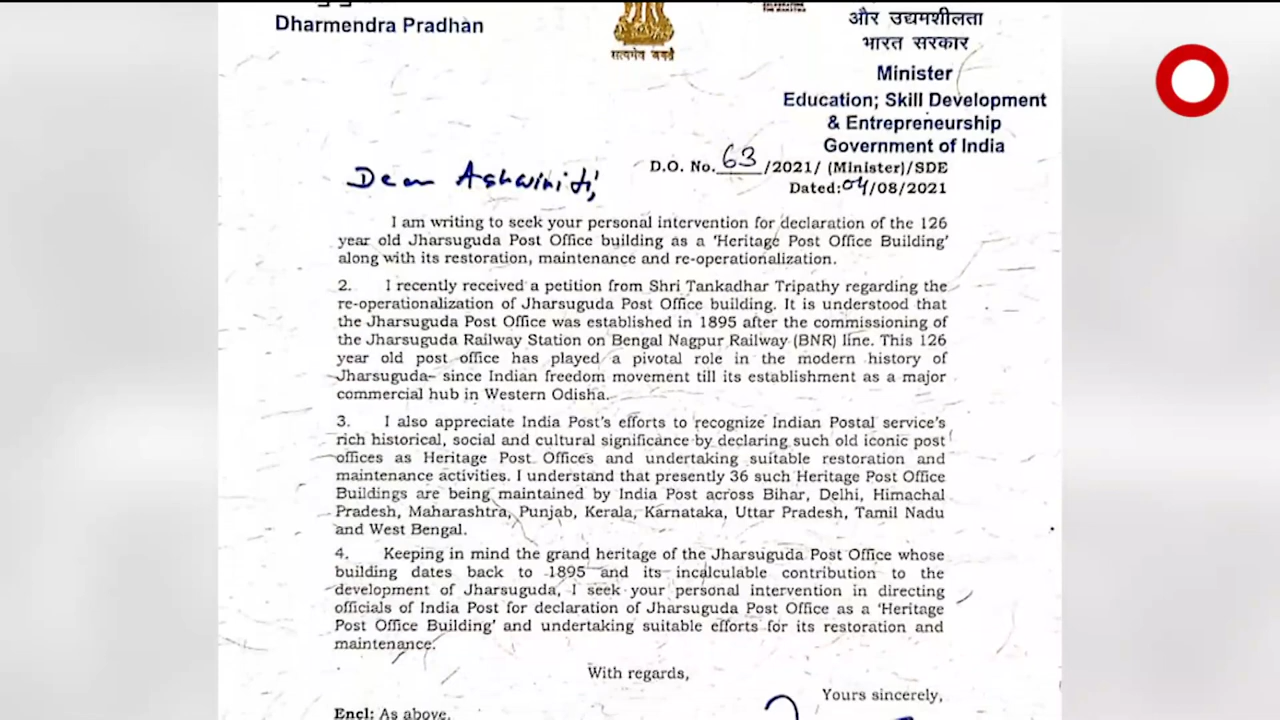 Dharmendra Pradhan
सत्यमेव जयते
और उद्यमशीलता
भारत सरकार
Minister
Education; Skill Development
& Entrepreneurship
Government of India
D.O. No. 63 /2021/ (Minister)/SDE
Dated: 04/08/2021
Dear Ashwini ji,
I am writing to seek your personal intervention for declaration of the 126
year old Jharsuguda Post Office building as a 'Heritage Post Office Building'
along with its restoration, maintenance and re-operationalization.
2. I recently received a petition from Shri Tankadhar Tripathy regarding the
re-operationalization of Jharsuguda Post Office building. It is understood that
the Jharsuguda Post Office was established in 1895 after the commissioning of
the Jharsuguda Railway Station on Bengal Nagpur Railway (BNR) line. This 126
year old post office has played a pivotal role in the modern history of
Jharsuguda- since Indian freedom movement till its establishment as a major
commercial hub in Western Odisha.
3. I also appreciate India Post's efforts to recognize Indian Postal service's
rich historical, social and cultural significance by declaring such old iconic post
offices as Heritage Post Offices and undertaking suitable restoration and
maintenance activities. I understand that presently 36 such Heritage Post Office
Buildings are being maintained by India Post across Bihar, Delhi, Himachal
Pradesh, Maharashtra, Punjab, Kerala, Karnataka, Uttar Pradesh, Tamil Nadu
and West Bengal.
4. Keeping in mind the grand heritage of the Jharsuguda Post Office whose
building dates back to 1895 and its incalculable contribution to the
development of Jharsuguda, I seek your personal intervention in directing
officials of India Post for declaration of Jharsuguda Post Office as a 'Heritage
Post Office Building' and undertaking suitable efforts for its restoration and
maintenance.
With regards,
Yours sincerely,
Encl: As above.